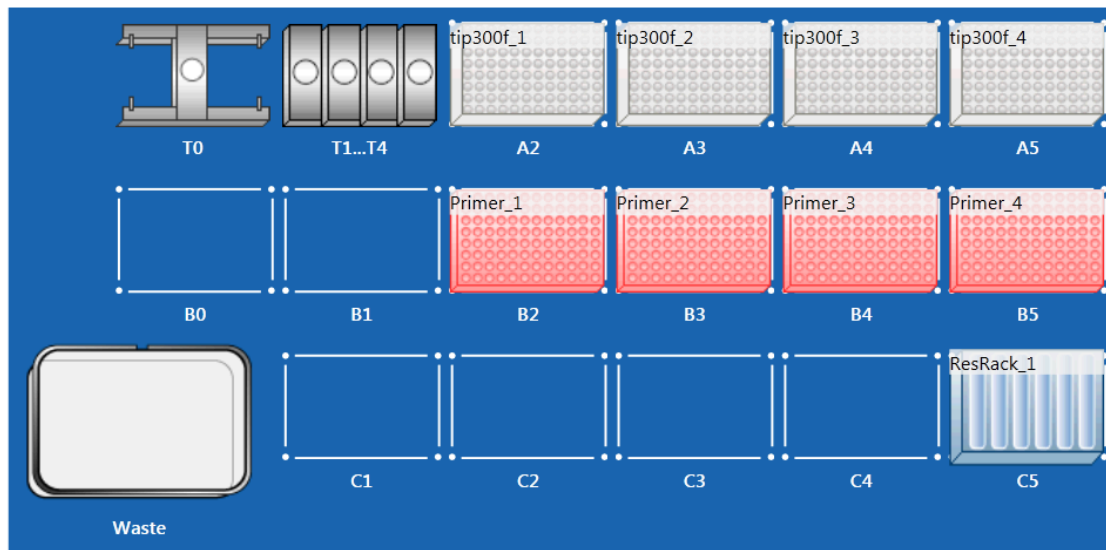 tip300f_1 tip300f_2 tip300f_3 tip300f_4
T0 T1...T4 A2 A3 A4 A5
Primer_1 Primer_2 Primer_3 Primer_4
B0 B1 B2 B3 B4 B5
ResRack_1
C1 C2 C3 C4 C5
Waste